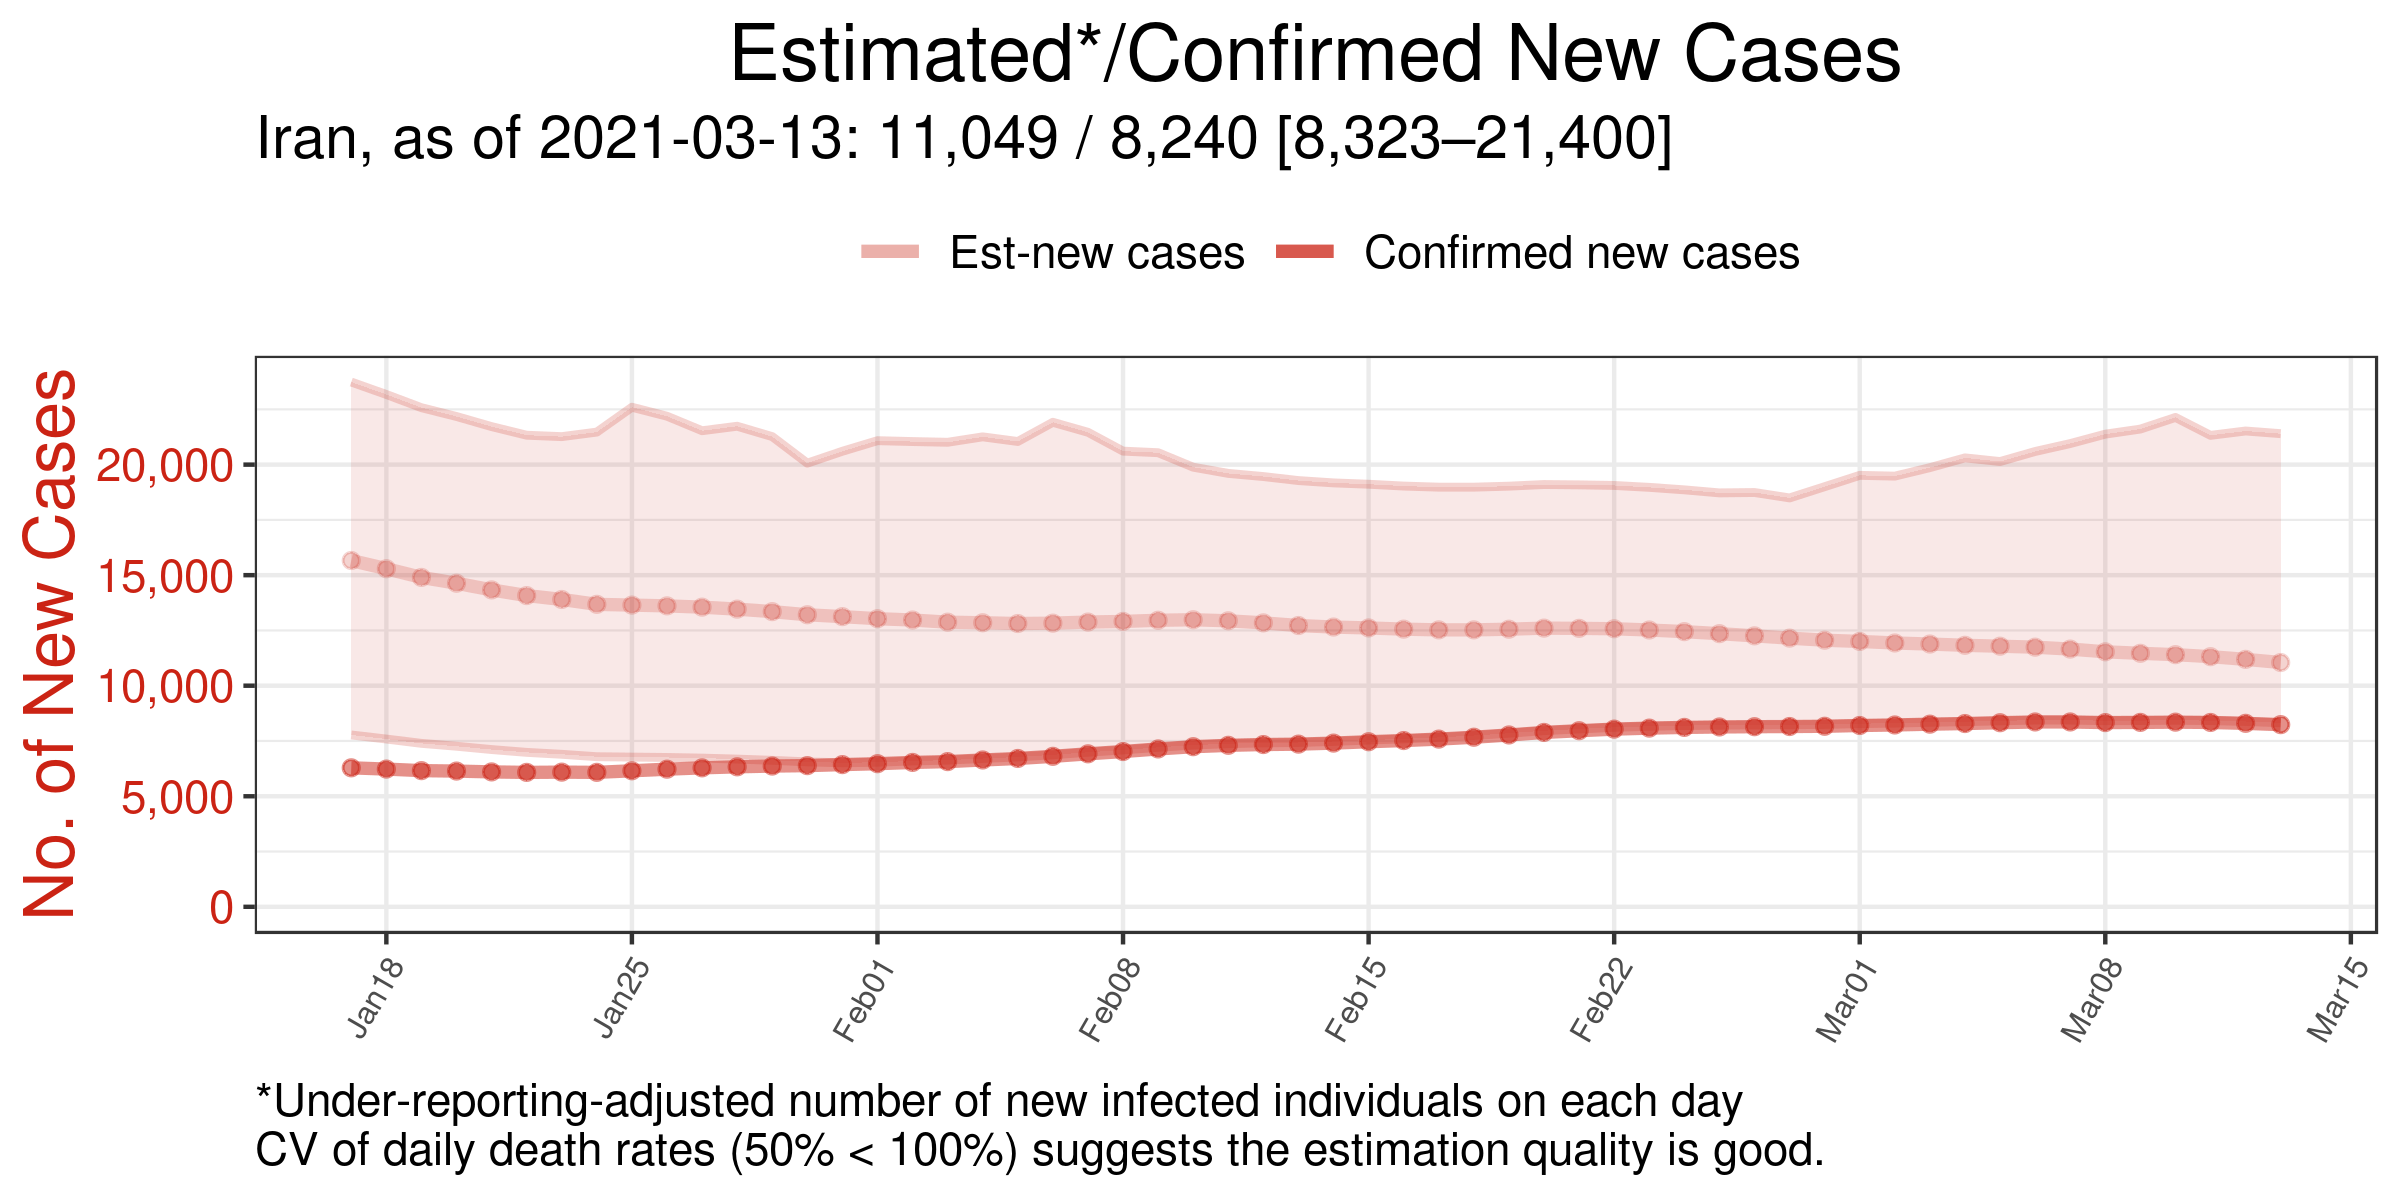 Estimated*/Confirmed New Cases
Iran, as of 2021-03-13: 11,049 / 8,240 [8,323–21,400]
Est-new cases Confirmed new cases
No. of New Cases
20,000
15,000
10,000
5,000
0
Jan18 Jan25 Feb01 Feb08 Feb15 Feb22 Mar01 Mar08 Mar15
*Under-reporting-adjusted number of new infected individuals on each day
CV of daily death rates (50% < 100%) suggests the estimation quality is good.